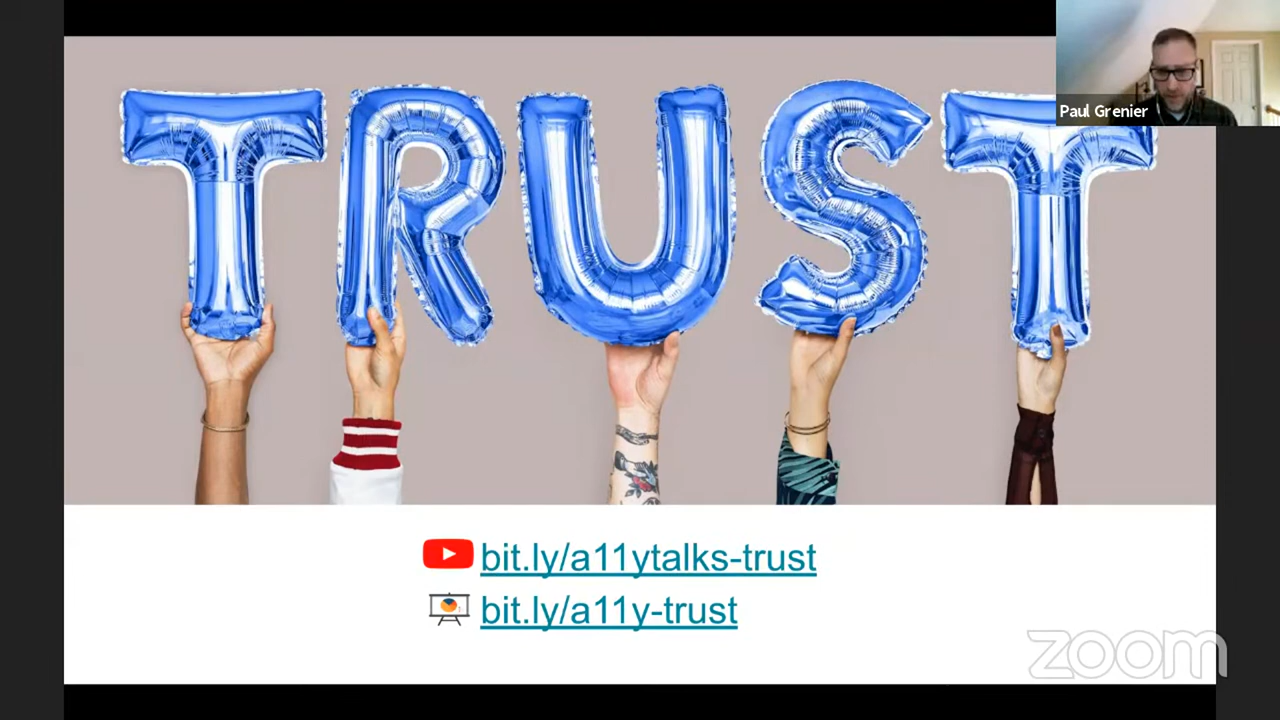 TRUST
Paul Grenier
bit.ly/a11ytalks-trust
bit.ly/a11y-trust
zoom